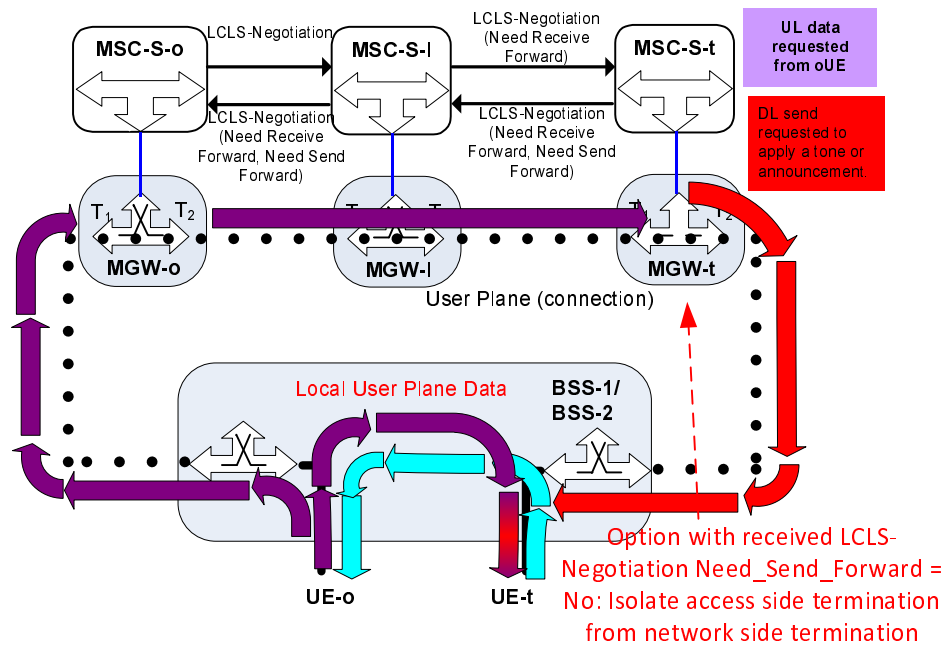 MSC-S-o
LCLS-Negotiation
LCLS-Negotiation
(Need Receive
Forward, Need Send
Forward)
MSC-S-I
LCLS-Negotiation
(Need Receive
Forward)
LCLS-Negotiation
(Need Receive
Forward, Need Send
Forward)
MSC-S-t
UL data
requested
from oUE
DL send
requested to
apply a tone or
announcement
T1
T2
MGW-o
T
T
MGW-I
T1
T2
MGW-t
User Plane (connection)
Local User Plane Data
BSS-1/
BSS-2
UE-o
UE-t
Option with received LCLS-
Negotiation Need_Send_Forward =
No: Isolate access side termination
from network side termination